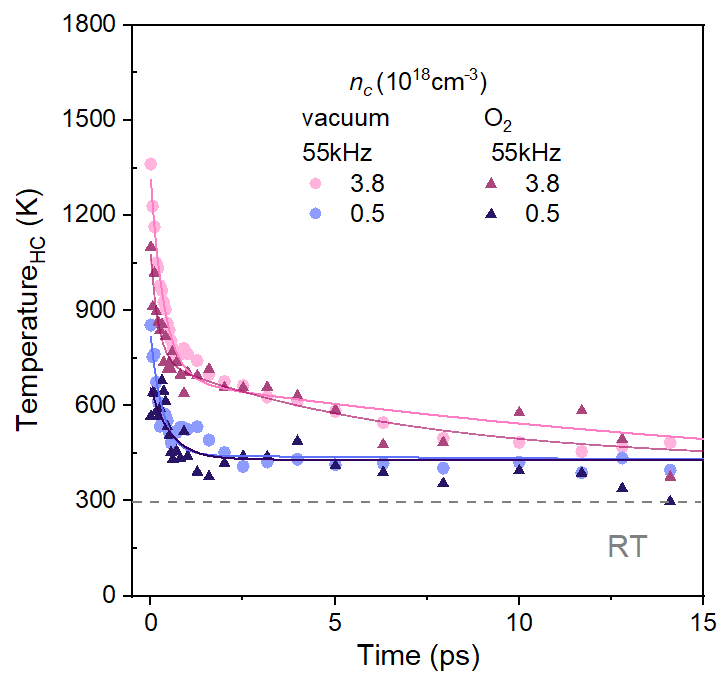 1800
1500
1200
900
600
300
0
Temperature_HC (K)
n_c (10^18 cm^-3)
vacuum O₂
55kHz 55kHz
3.8 3.8
0.5 0.5
RT
0 5 10 15
Time (ps)